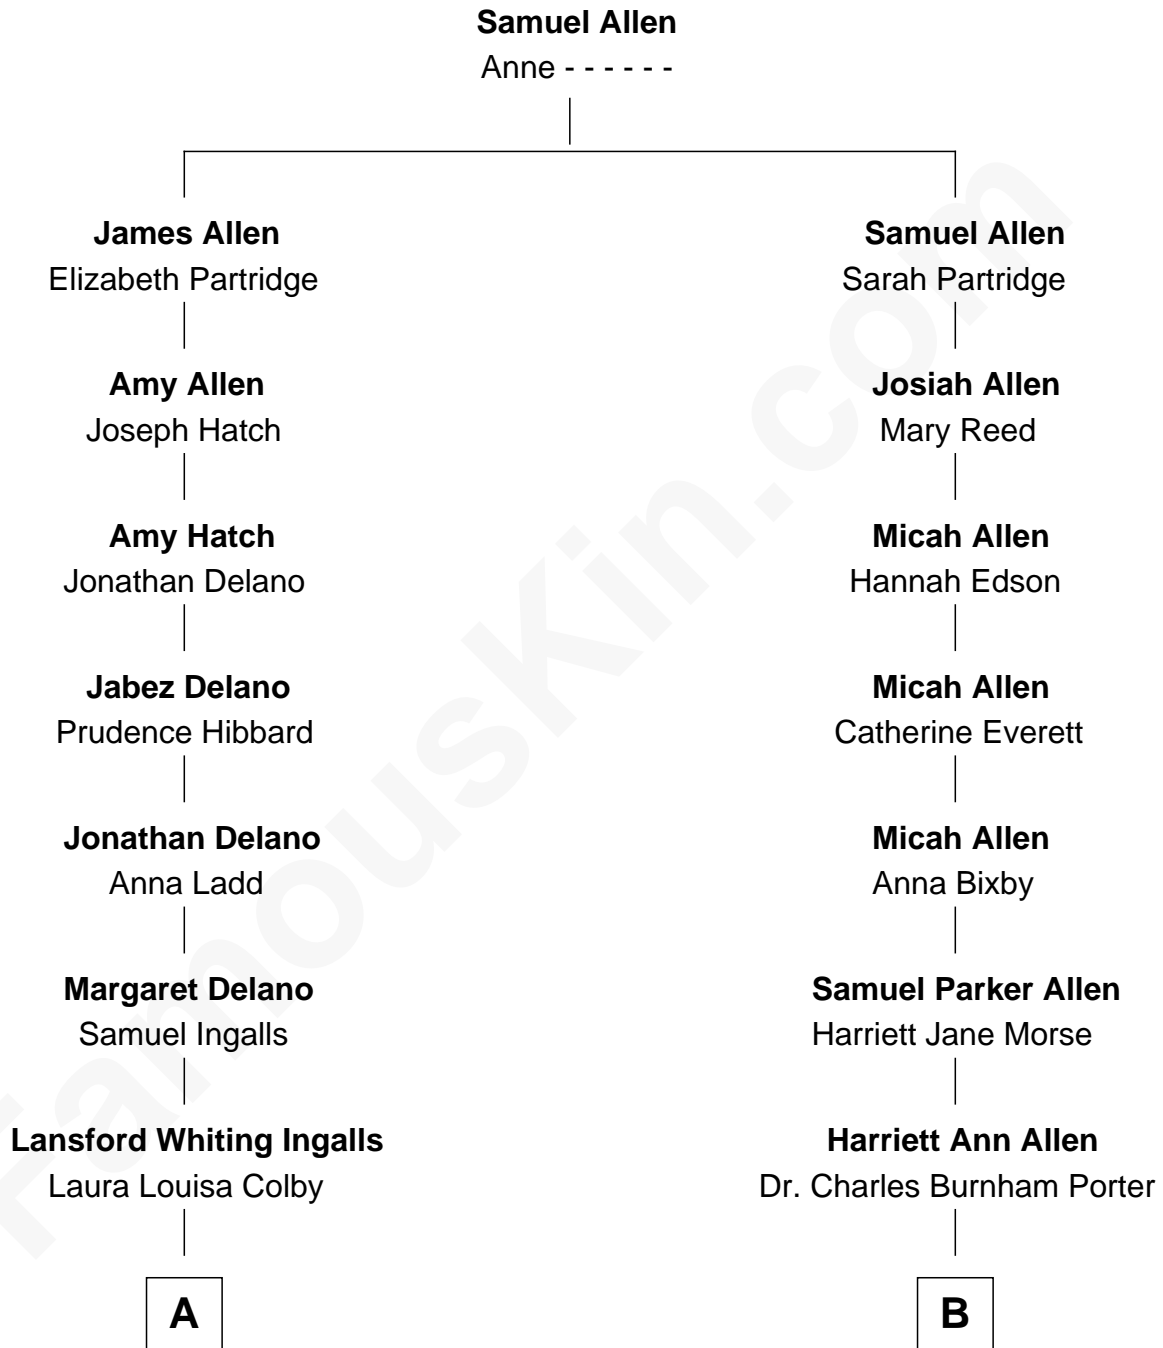 Samuel Allen
Anne - - - - - -
James Allen
Elizabeth Partridge
Samuel Allen
Sarah Partridge
Amy Allen
Joseph Hatch
Josiah Allen
Mary Reed
Amy Hatch
Jonathan Delano
Micah Allen
Hannah Edson
Jabez Delano
Prudence Hibbard
Micah Allen
Catherine Everett
Jonathan Delano
Anna Ladd
Micah Allen
Anna Bixby
Margaret Delano
Samuel Ingalls
Samuel Parker Allen
Harriett Jane Morse
Lansford Whiting Ingalls
Laura Louisa Colby
Harriett Ann Allen
Dr. Charles Burnham Porter
A
B
FamousKin.com